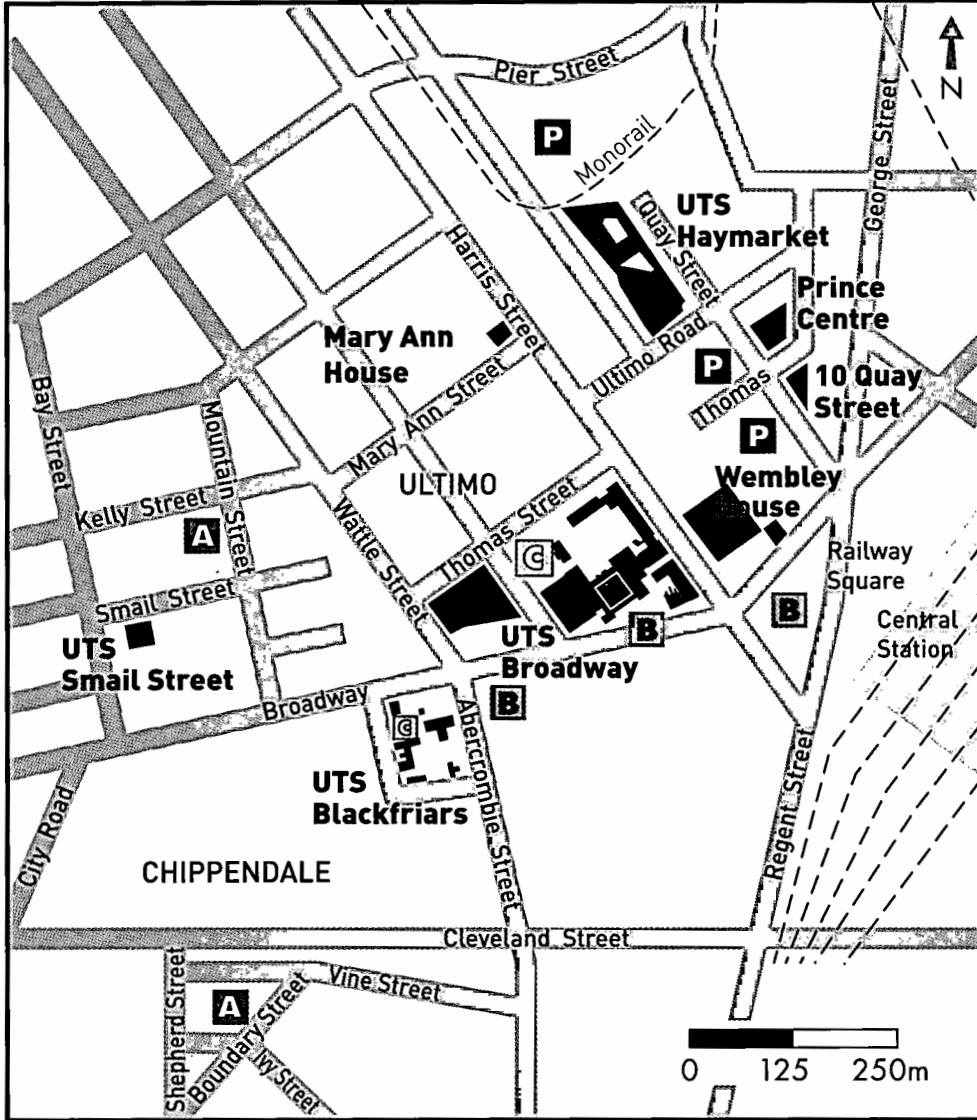 Pier Street
N
P
Monorail
George Street
UTS
Haymarket
Quay Street
Harris Street
Prince
Centre
Mary Ann
House
Ultimo Road
P
Thomas
10 Quay
Street
Bay Street
Mountain Street
Mary Ann Street
P
ULTIMO
Wembley
House
Kelly Street
A
Wattle Street
Thomas Street
C
Railway
Square
Smail Street
B
B
Central
Station
UTS
Smail Street
UTS
Broadway
Broadway
B
C
Abercrombie Street
UTS
Blackfriars
Regent Street
City Road
CHIPPENDALE
Cleveland Street
Shepherd Street
Vine Street
A
Boundary Street
Ivy Street
0 125 250m